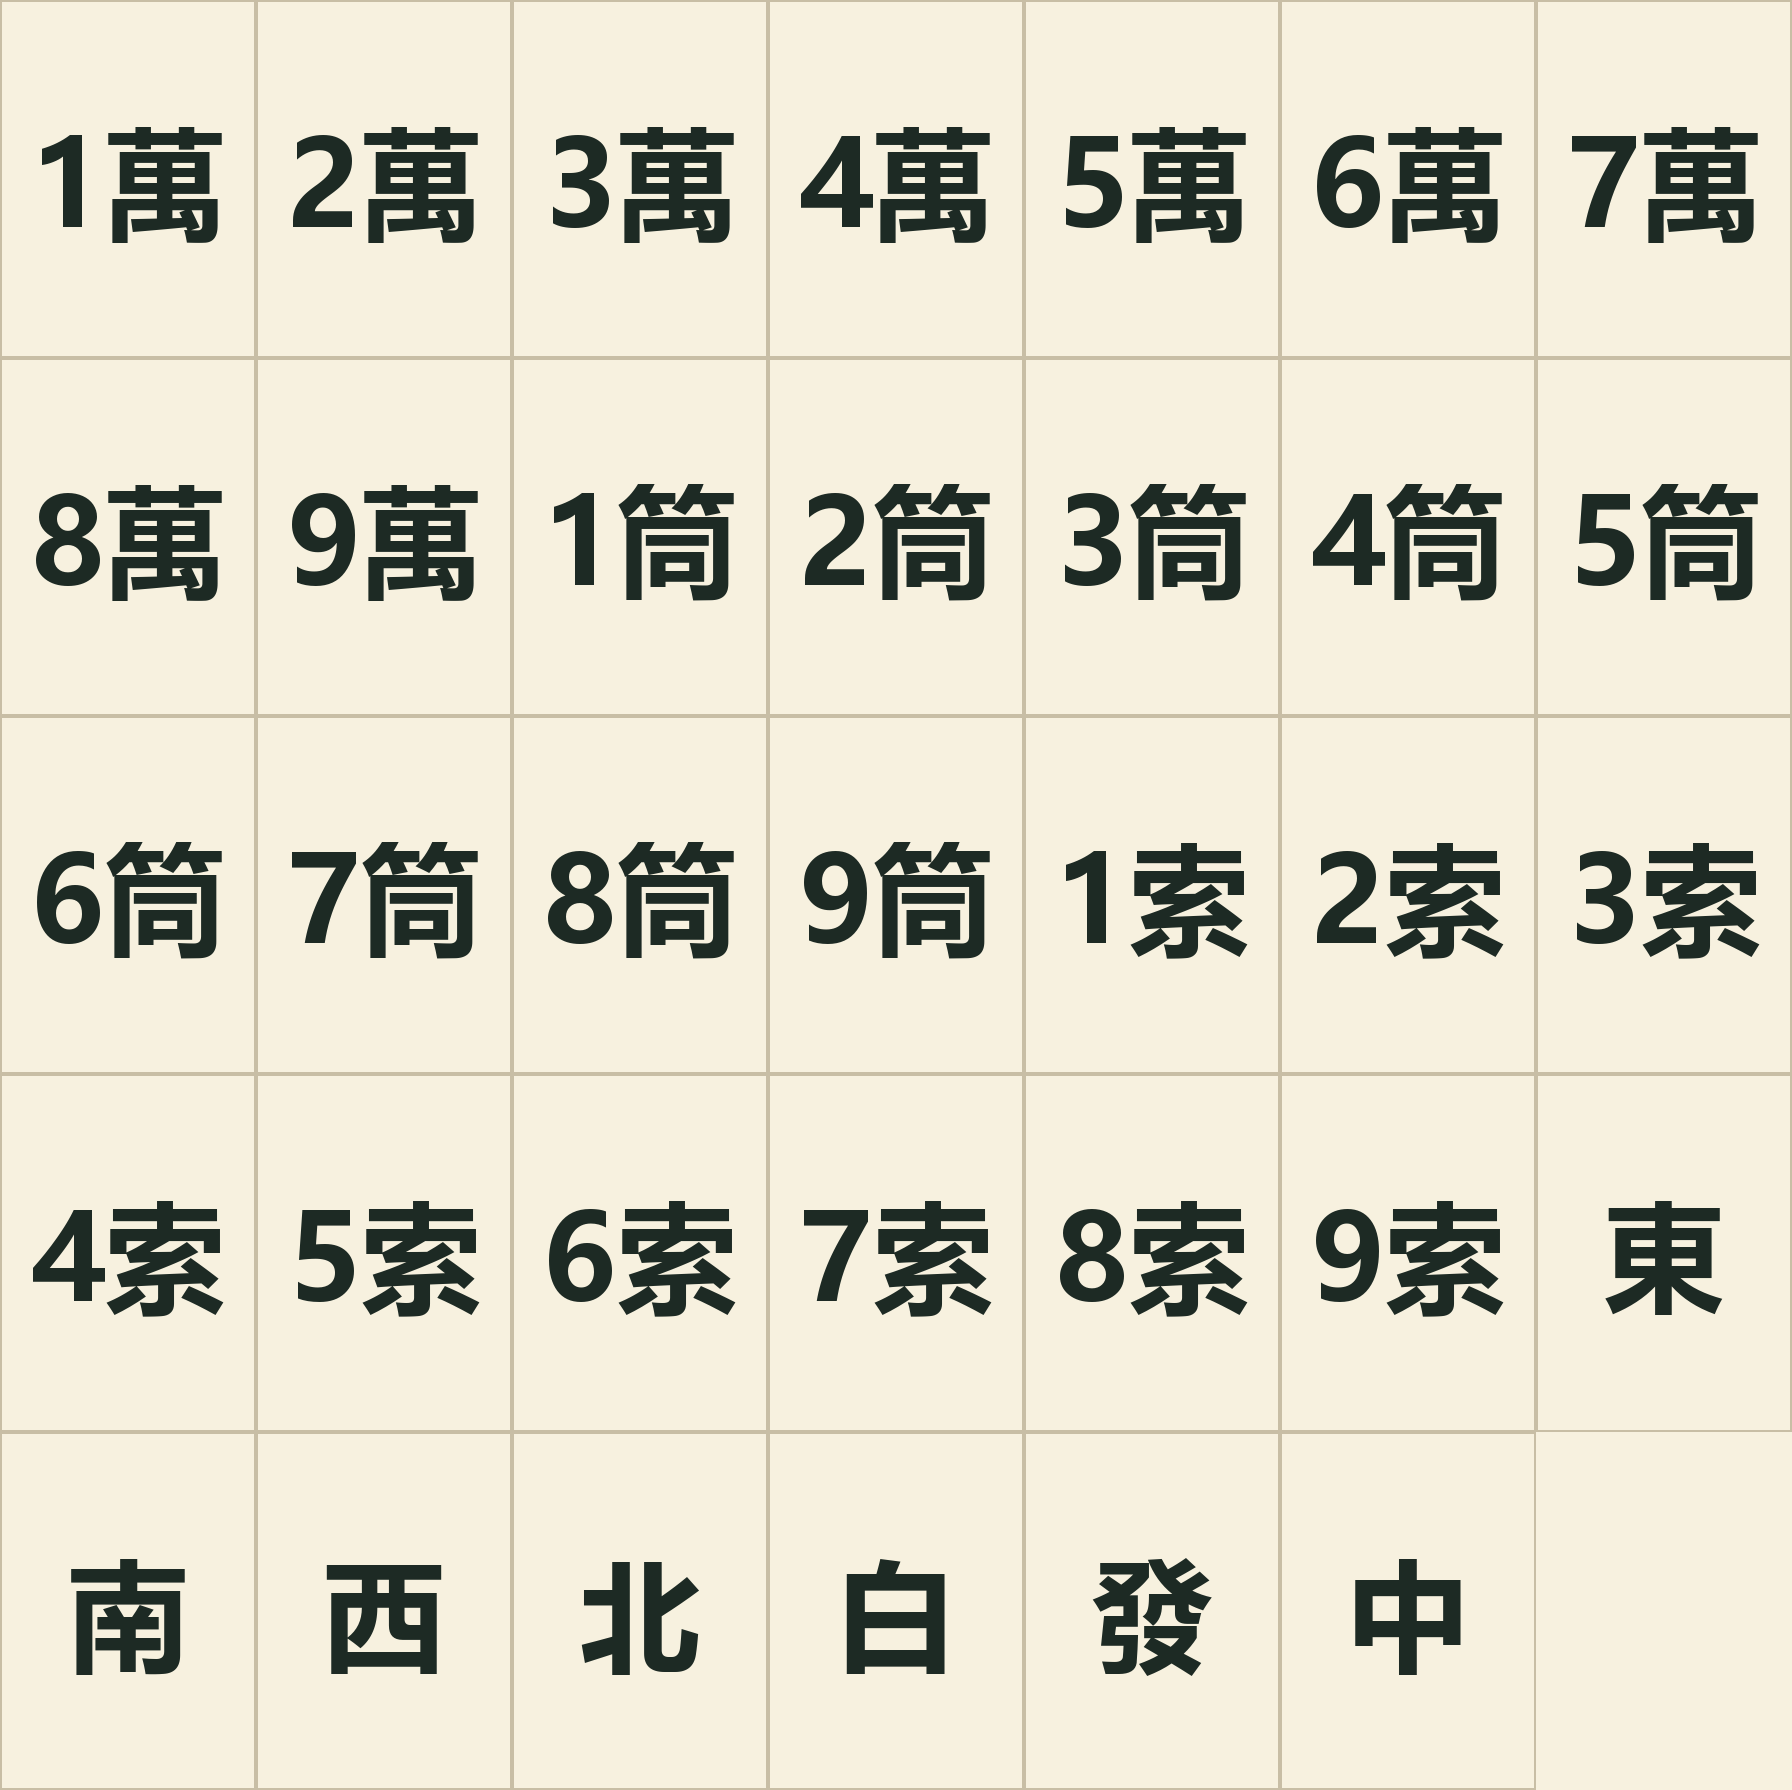 1萬 2萬 3萬 4萬 5萬 6萬 7萬
8萬 9萬 1筒 2筒 3筒 4筒 5筒
6筒 7筒 8筒 9筒 1索 2索 3索
4索 5索 6索 7索 8索 9索 東
南 西 北 白 發 中